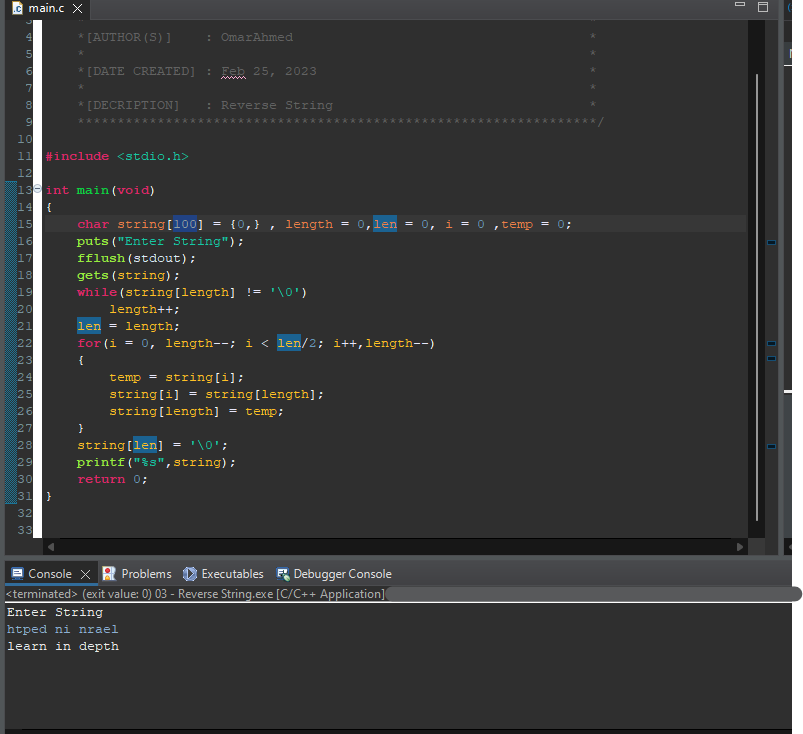 main.c
3
4 *[AUTHOR(S)] : OmarAhmed *
5 * *
6 *[DATE CREATED] : Feb 25, 2023 *
7 * *
8 *[DECRIPTION] : Reverse String *
9 *****************************************************************/
10
11 #include <stdio.h>
12
13 int main(void)
14 {
15 char string[100] = {0,} , length = 0,len = 0, i = 0 ,temp = 0;
16 puts("Enter String");
17 fflush(stdout);
18 gets(string);
19 while(string[length] != '\0')
20 length++;
21 len = length;
22 for(i = 0, length--; i < len/2; i++,length--)
23 {
24 temp = string[i];
25 string[i] = string[length];
26 string[length] = temp;
27 }
28 string[len] = '\0';
29 printf("%s",string);
30 return 0;
31 }
32
33
Console Problems Executables Debugger Console
<terminated> (exit value: 0) 03 - Reverse String.exe [C/C++ Application]
Enter String
htped ni nrael
learn in depth